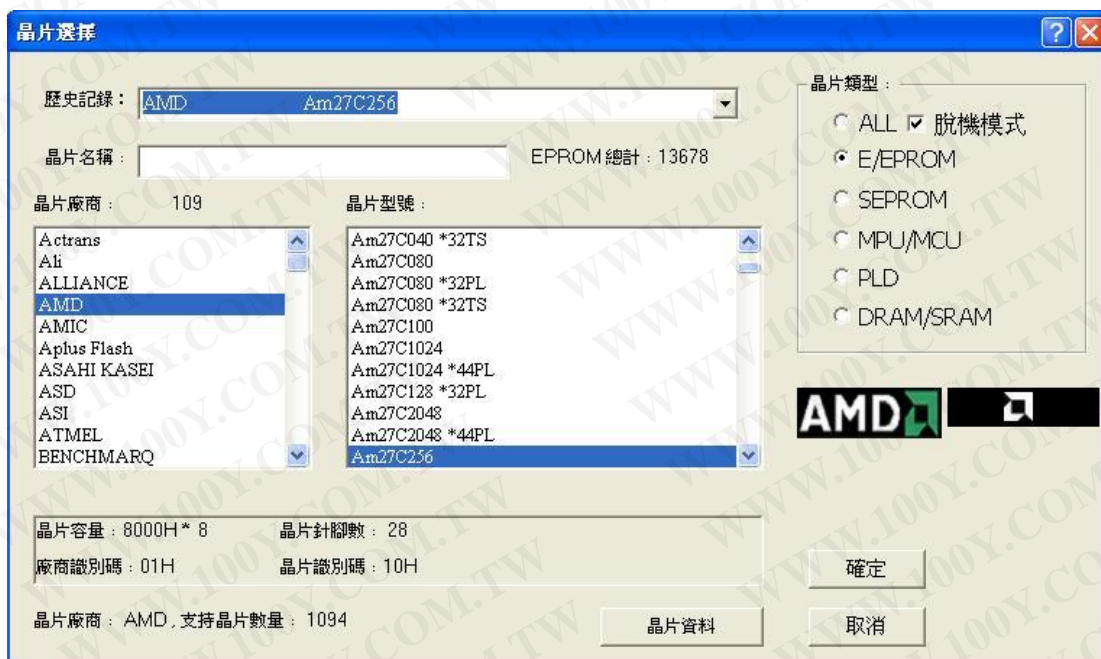 晶片選擇
歷史記錄： AMD Am27C256
晶片名稱： EPROM 總計：13678
晶片廠商： 109
晶片型號：
Actrans
Ali
ALLIANCE
AMD
AMIC
Aplus Flash
ASAHI KASEI
ASD
ASI
ATMEL
BENCHMARQ
Am27C040 *32TS
Am27C080
Am27C080 *32PL
Am27C080 *32TS
Am27C100
Am27C1024
Am27C1024 *44PL
Am27C128 *32PL
Am27C2048
Am27C2048 *44PL
Am27C256
晶片類型：
ALL 脫機模式
E/EPROM
SEPROM
MPU/MCU
PLD
DRAM/SRAM
AMD
晶片容量：8000H * 8 晶片針腳數： 28
廠商識別碼：01H 晶片識別碼：10H
晶片廠商： AMD , 支持晶片數量： 1094
晶片資料
確定
取消
WWW.100Y.COM.TW